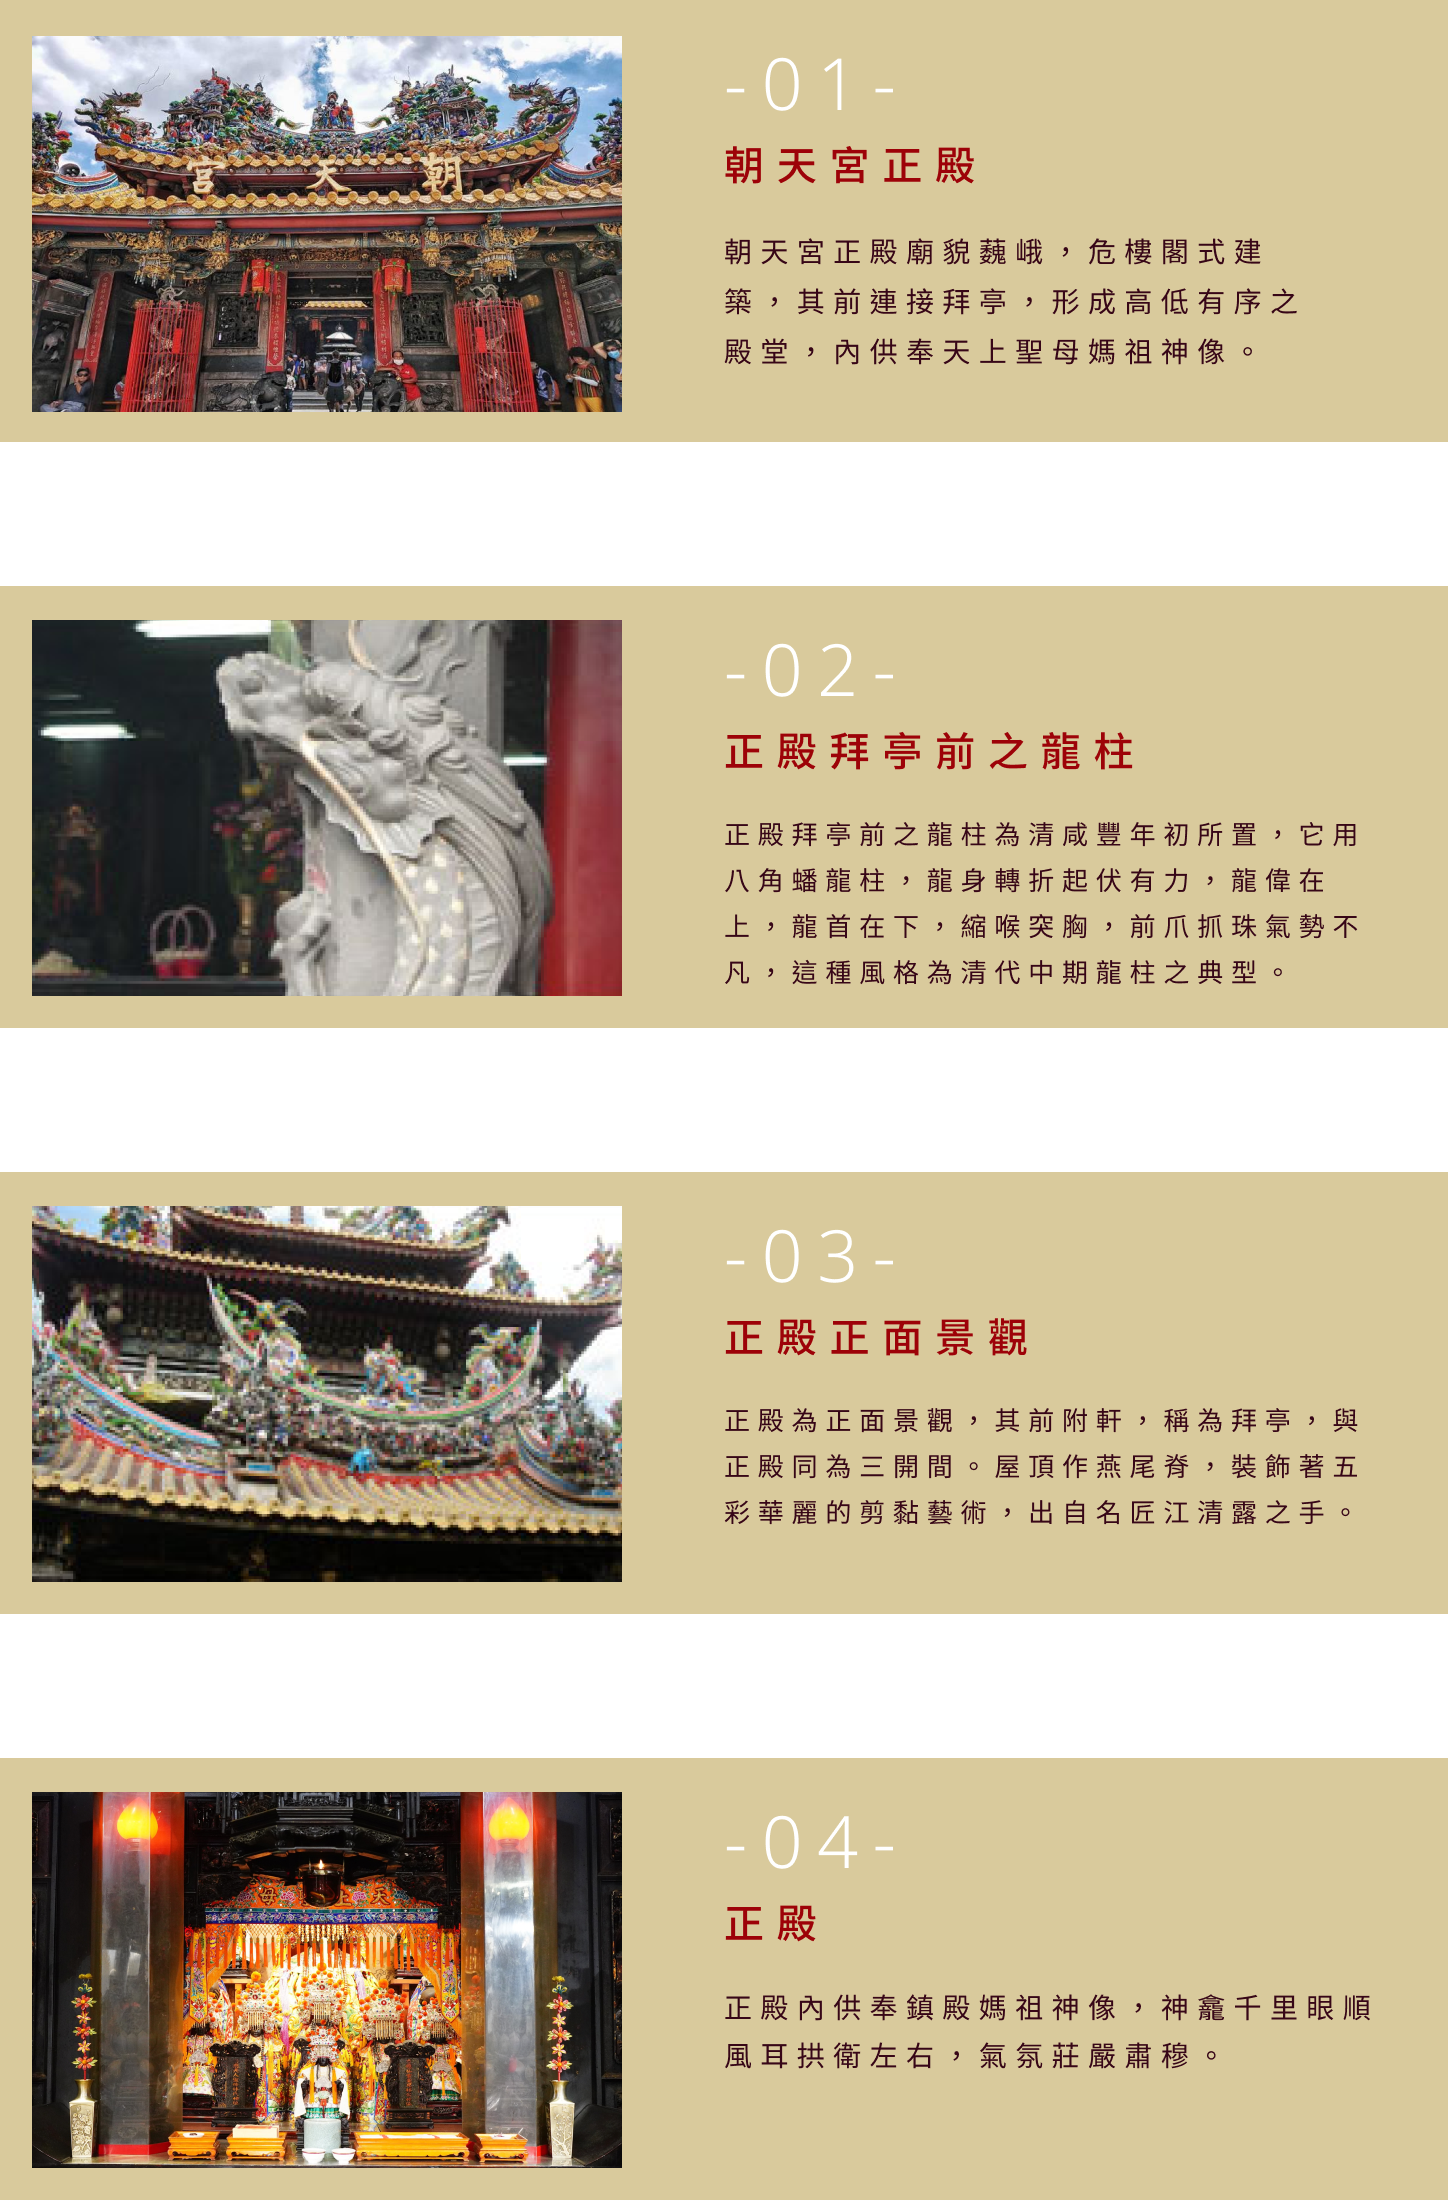 宮天朝
-01-
朝天宮正殿
朝天宮正殿廟貌巍峨，危樓閣式建
築，其前連接拜亭，形成高低有序之
殿堂，內供奉天上聖母媽祖神像。
-02-
正殿拜亭前之龍柱
正殿拜亭前之龍柱為清咸豐年初所置，它用
八角蟠龍柱，龍身轉折起伏有力，龍偉在
上，龍首在下，縮喉突胸，前爪抓珠氣勢不
凡，這種風格為清代中期龍柱之典型。
-03-
正殿正面景觀
正殿為正面景觀，其前附軒，稱為拜亭，與
正殿同為三開間。屋頂作燕尾脊，裝飾著五
彩華麗的剪黏藝術，出自名匠江清露之手。
-04-
正殿
正殿內供奉鎮殿媽祖神像，神龕千里眼順
風耳拱衛左右，氣氛莊嚴肅穆。